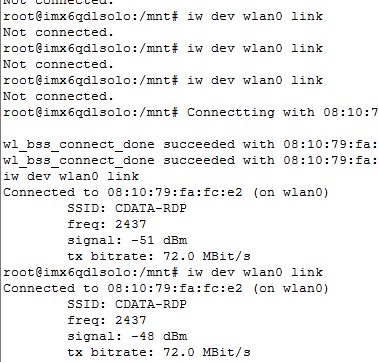 Not connected.
root@imx6qdlsolo:/mnt# iw dev wlan0 link
Not connected.
root@imx6qdlsolo:/mnt# iw dev wlan0 link
Not connected.
root@imx6qdlsolo:/mnt# iw dev wlan0 link
Not connected.
root@imx6qdlsolo:/mnt# Connectting with 08:10:7
wl_bss_connect_done succeeded with 08:10:79:fa:
wl_bss_connect_done succeeded with 08:10:79:fa:
iw dev wlan0 link
Connected to 08:10:79:fa:fc:e2 (on wlan0)
SSID: CDATA-RDP
freq: 2437
signal: -51 dBm
tx bitrate: 72.0 MBit/s
root@imx6qdlsolo:/mnt# iw dev wlan0 link
Connected to 08:10:79:fa:fc:e2 (on wlan0)
SSID: CDATA-RDP
freq: 2437
signal: -48 dBm
tx bitrate: 72.0 MBit/s